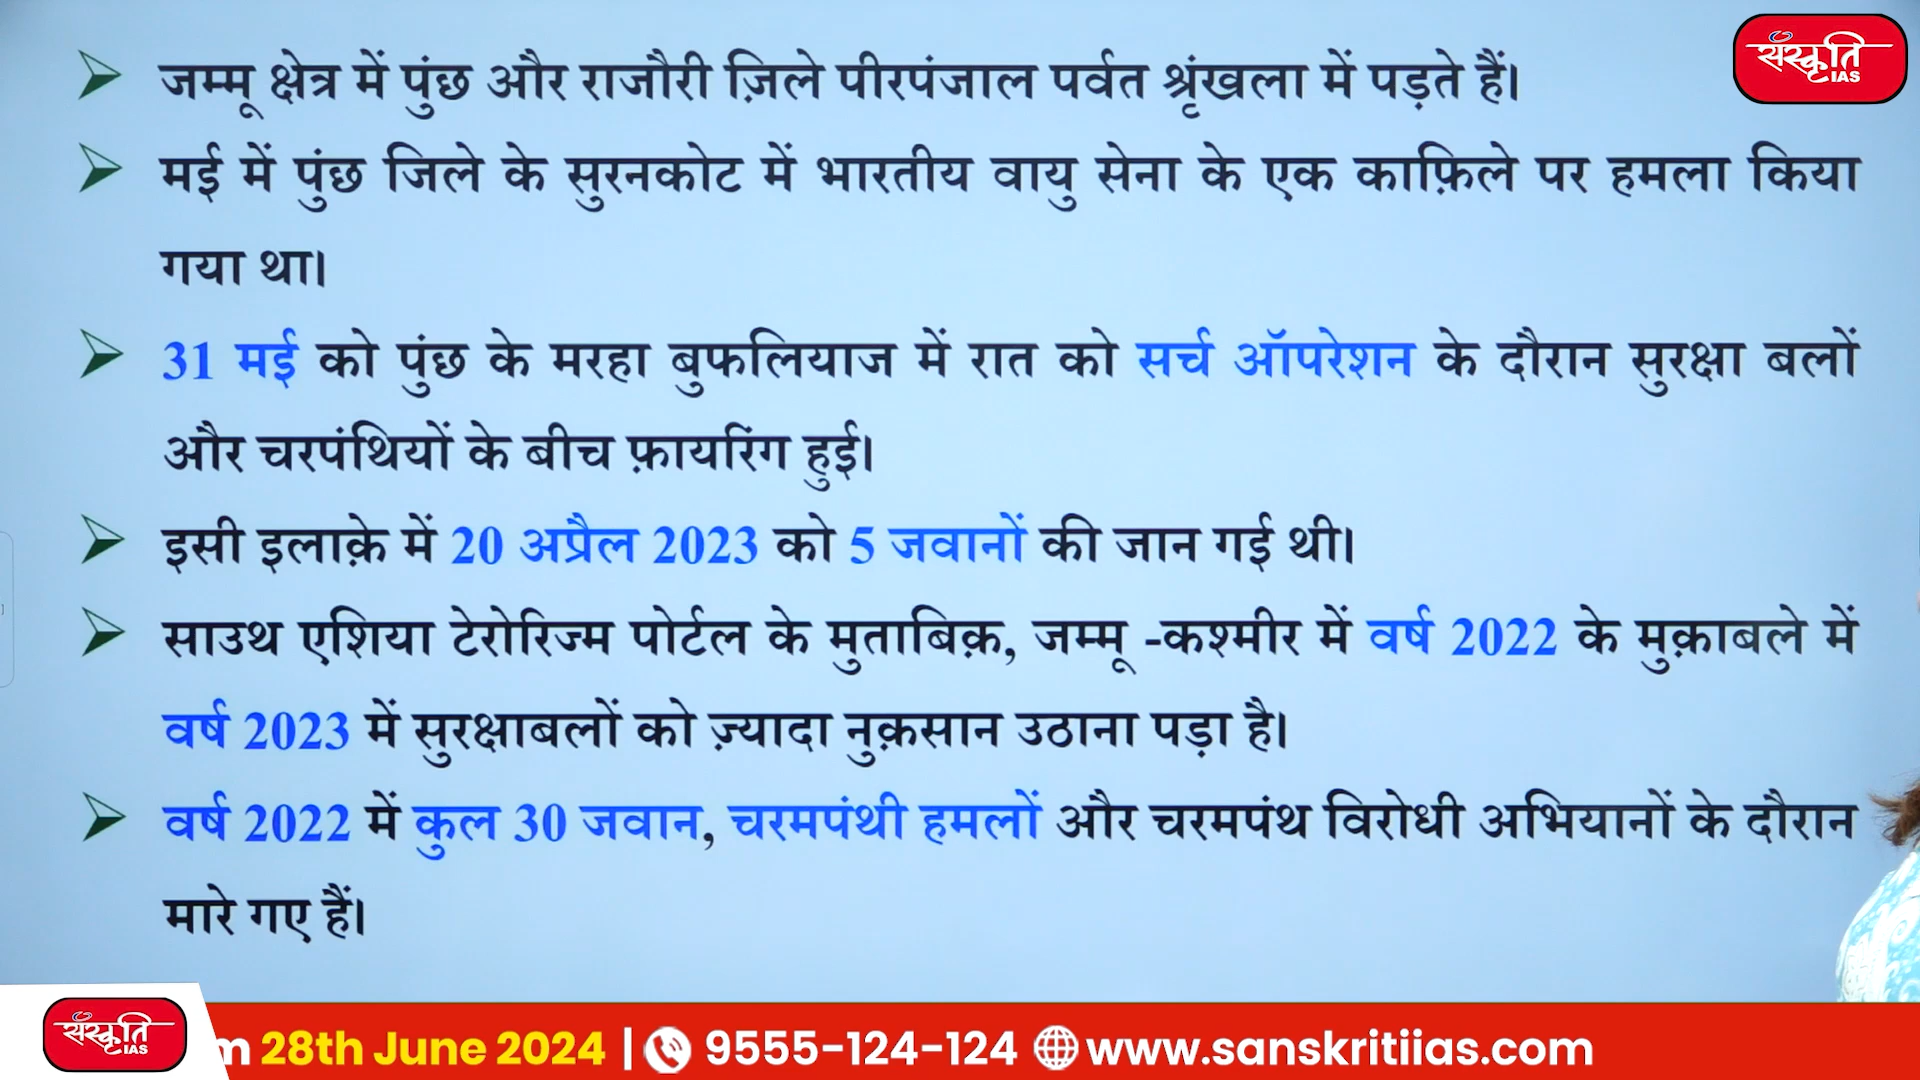 संस्कृति
IAS
जम्मू क्षेत्र में पुंछ और राजौरी ज़िले पीरपंजाल पर्वत श्रृंखला में पड़ते हैं।
मई में पुंछ जिले के सुरनकोट में भारतीय वायु सेना के एक काफ़िले पर हमला किया
गया था।
31 मई को पुंछ के मरहा बुफलियाज में रात को सर्च ऑपरेशन के दौरान सुरक्षा बलों
और चरपंथियों के बीच फ़ायरिंग हुई।
इसी इलाक़े में 20 अप्रैल 2023 को 5 जवानों की जान गई थी।
साउथ एशिया टेरोरिज्म पोर्टल के मुताबिक़, जम्मू -कश्मीर में वर्ष 2022 के मुक़ाबले में
वर्ष 2023 में सुरक्षाबलों को ज़्यादा नुक़सान उठाना पड़ा है।
वर्ष 2022 में कुल 30 जवान, चरमपंथी हमलों और चरमपंथ विरोधी अभियानों के दौरान
मारे गए हैं।
संस्कृति
IAS
m 28th June 2024 | 9555-124-124 www.sanskritiias.com